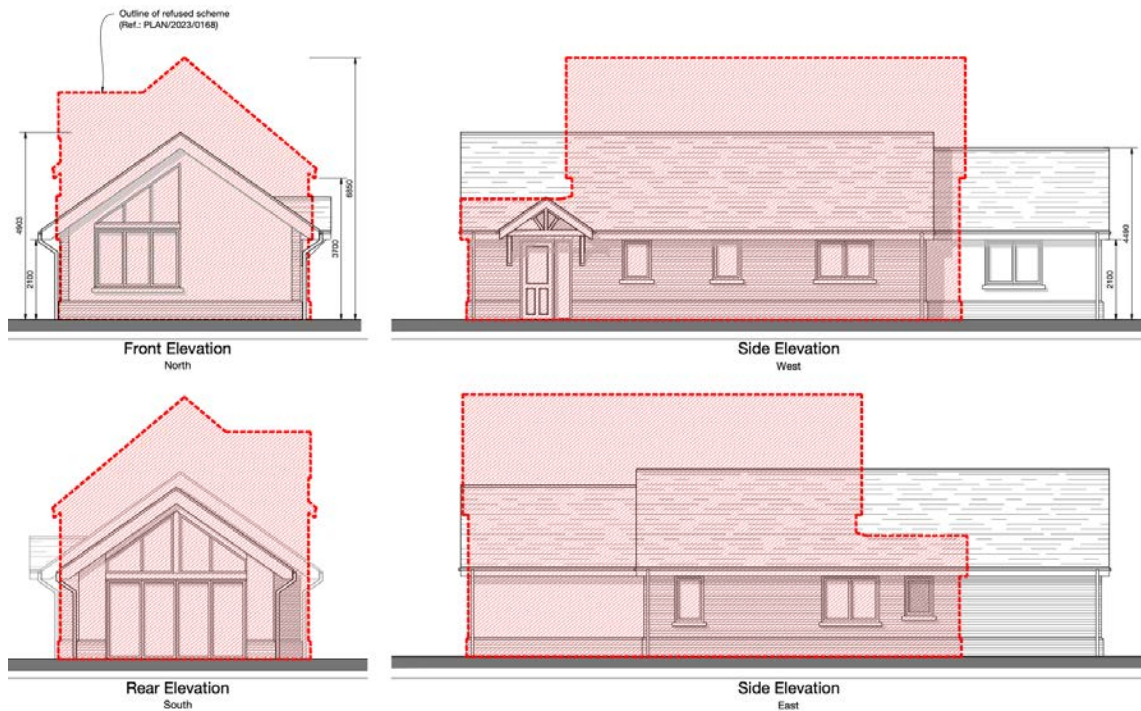 Outline of refused scheme
(Ref.: PLAN/2023/0168)
4903
2100
3700
6850
Front Elevation
North
4490
2100
Side Elevation
West
Rear Elevation
South
Side Elevation
East